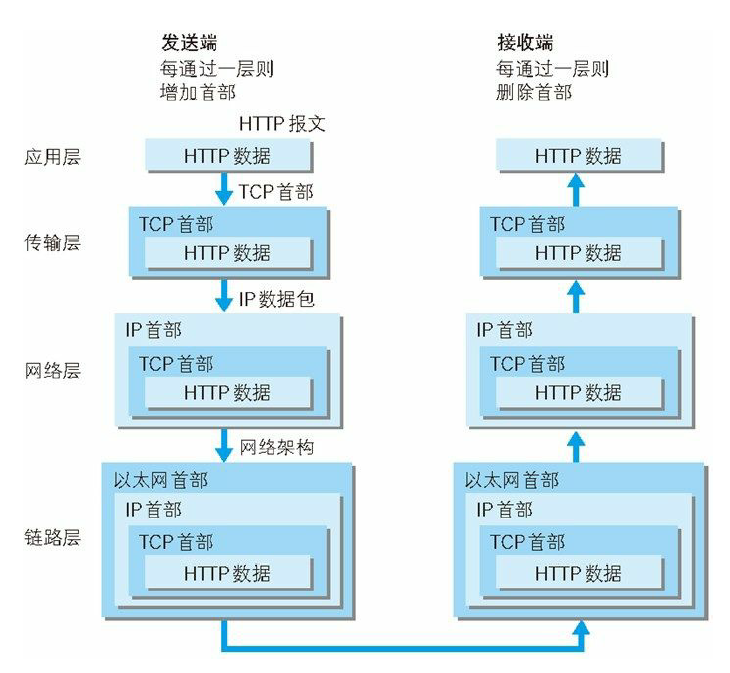 发送端
每通过一层则
增加首部
接收端
每通过一层则
删除首部
HTTP 报文
应用层
HTTP 数据
HTTP 数据
TCP 首部
传输层
TCP 首部
HTTP 数据
TCP 首部
HTTP 数据
IP 数据包
网络层
IP 首部
TCP 首部
HTTP 数据
IP 首部
TCP 首部
HTTP 数据
网络架构
链路层
以太网首部
IP 首部
TCP 首部
HTTP 数据
以太网首部
IP 首部
TCP 首部
HTTP 数据